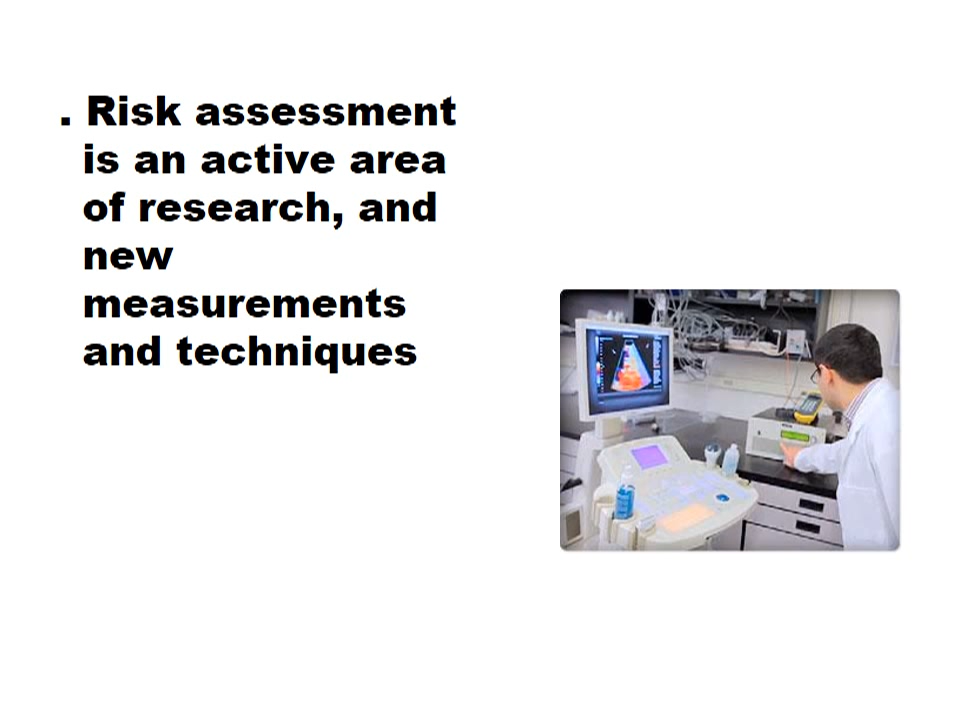 . Risk assessment
is an active area
of research, and
new
measurements
and techniques